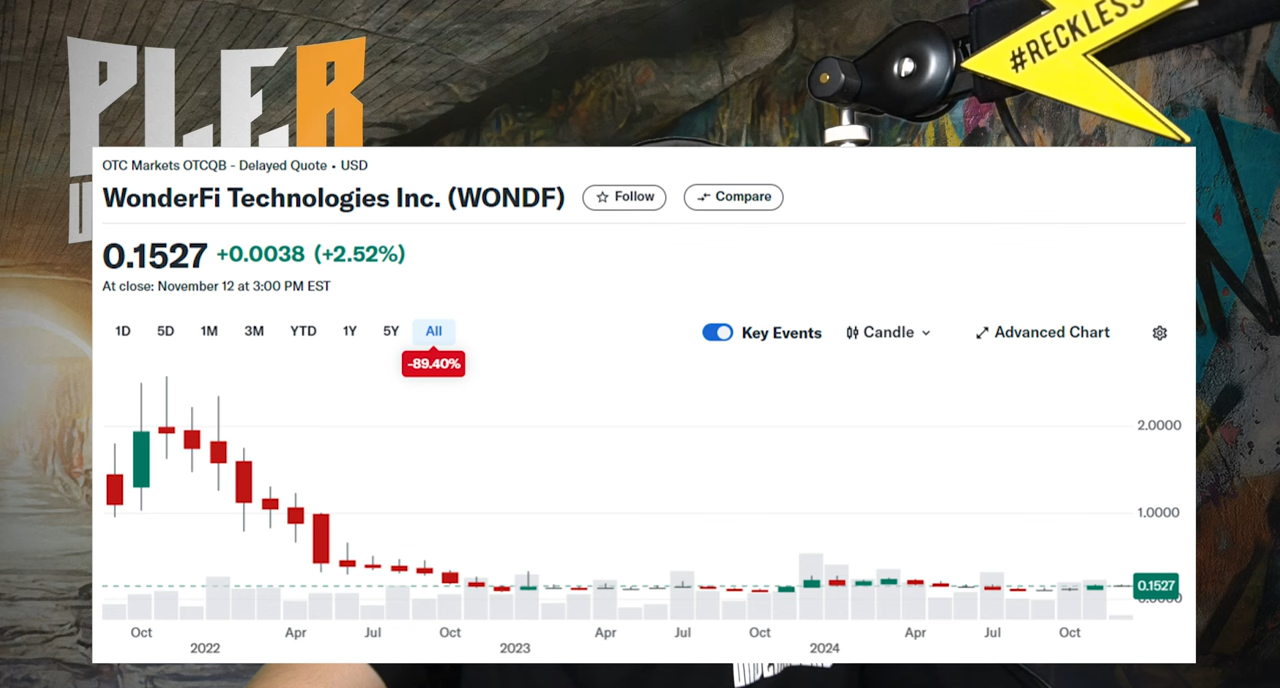 #RECKLESS
PLER
U
OTC Markets OTCQB - Delayed Quote • USD
WonderFi Technologies Inc. (WONDF)
Follow
Compare
0.1527 +0.0038 (+2.52%)
At close: November 12 at 3:00 PM EST
1D 5D 1M 3M YTD 1Y 5Y All
Key Events Candle Advanced Chart
-89.40%
2.0000
1.0000
0.1527
0.0000
Oct Apr Jul Oct Apr Jul Oct Apr Jul Oct
2022 2023 2024